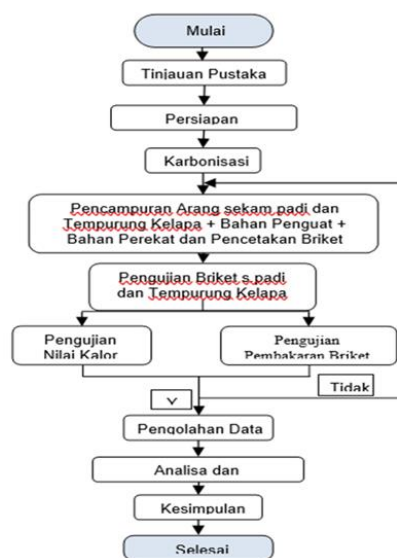 Mulai
Tinjauan Pustaka
Persiapan
Karbonisasi
Pencampuran Arang sekam padi dan
Tempurung Kelapa + Bahan Penguat +
Bahan Perekat dan Pencetakan Briket
Pengujian Briket s.padi
dan Tempurung Kelapa
Pengujian
Nilai Kalor
Pengujian
Pembakaran Briket
Tidak
Y
Pengolahan Data
Analisa dan
Kesimpulan
Selesai